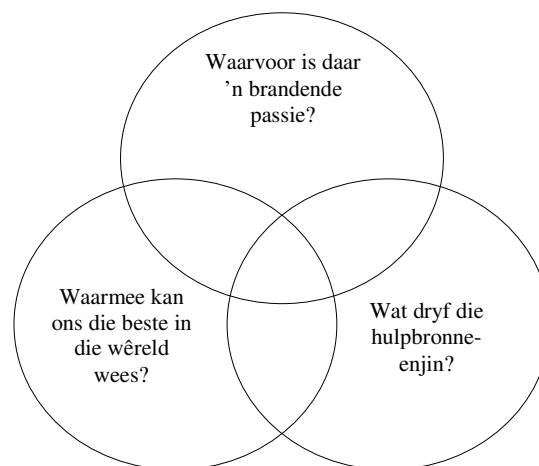 Waarvoor is daar
’n brandende
passie?
Waarmee kan
ons die beste in
die wêreld
wees?
Wat dryf die
hulpbronne-
enjin?